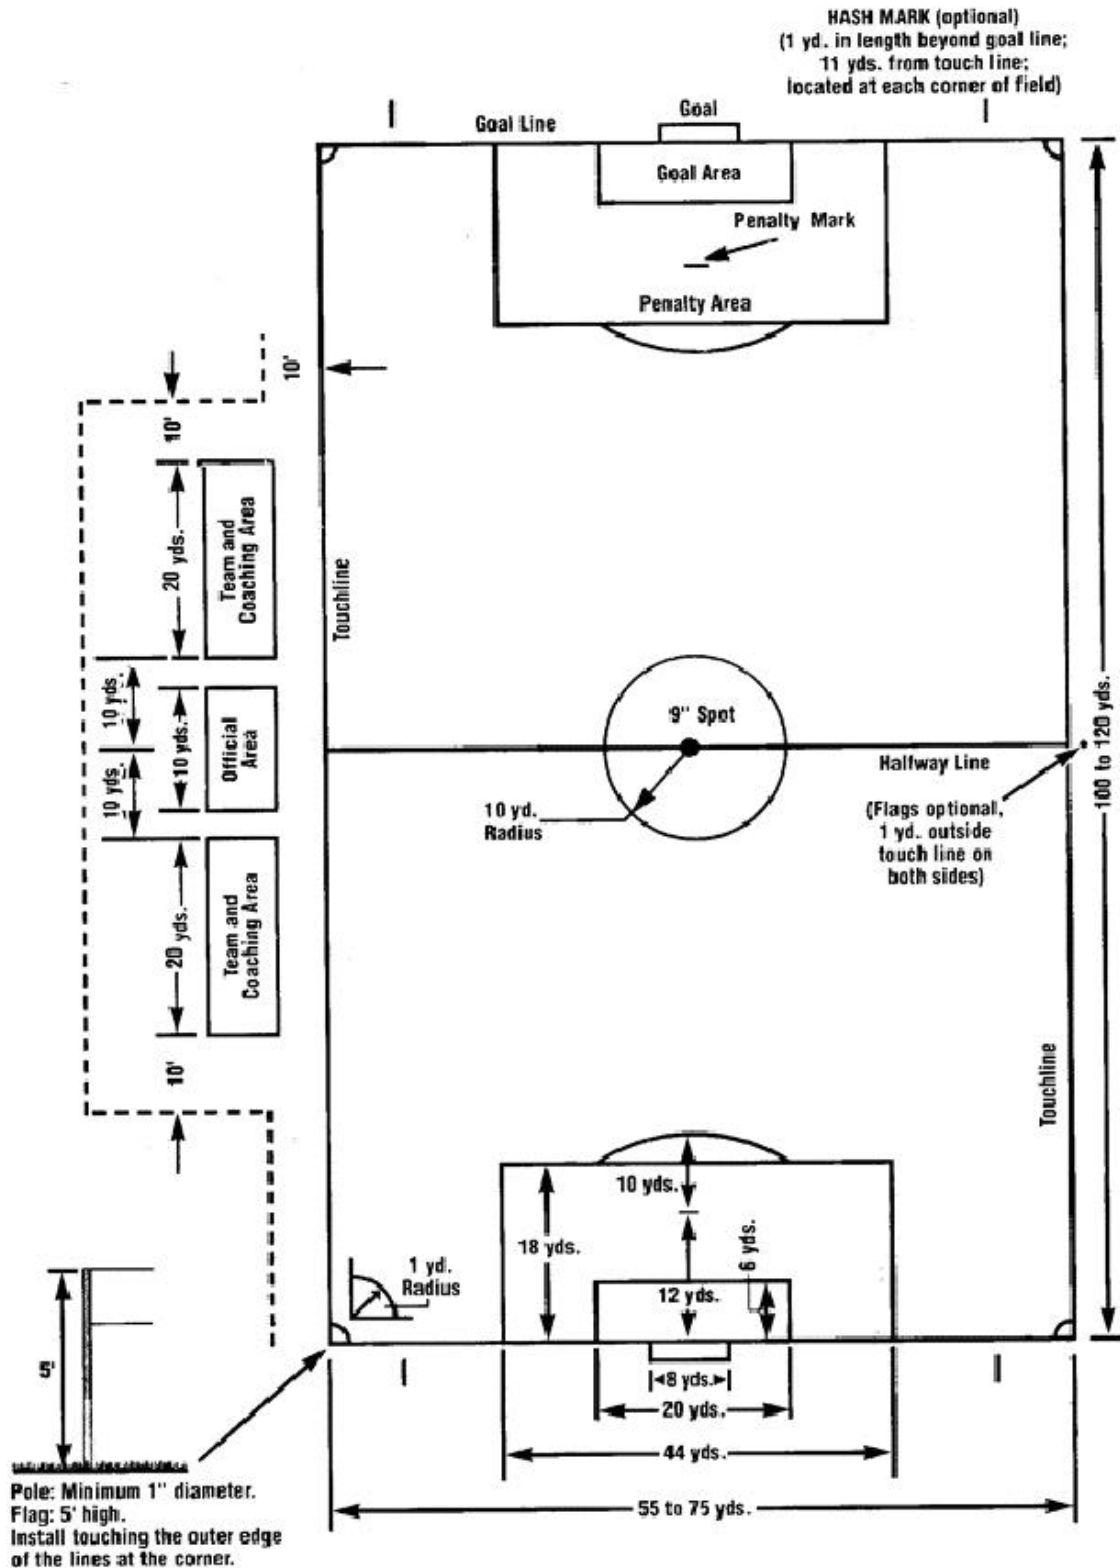 HASH MARK (optional)
(1 yd. in length beyond goal line;
11 yds. from touch line;
located at each corner of field)
Goal
Goal Line
Goal Area
Penalty Mark
Penalty Area
10'
10'
20 yds.
Team and
Coaching Area
Touchline
10 yds.
10 yds.
Official
Area
10 yds.
9" Spot
Halfway Line
100 to 120 yds.
10 yd.
Radius
(Flags optional,
1 yd. outside
touch line on
both sides)
20 yds.
Team and
Coaching Area
10'
Touchline
10 yds.
18 yds.
6 yds.
12 yds.
1 yd.
Radius
5'
8 yds.
20 yds.
44 yds.
55 to 75 yds.
Pole: Minimum 1" diameter.
Flag: 5' high.
Install touching the outer edge
of the lines at the corner.